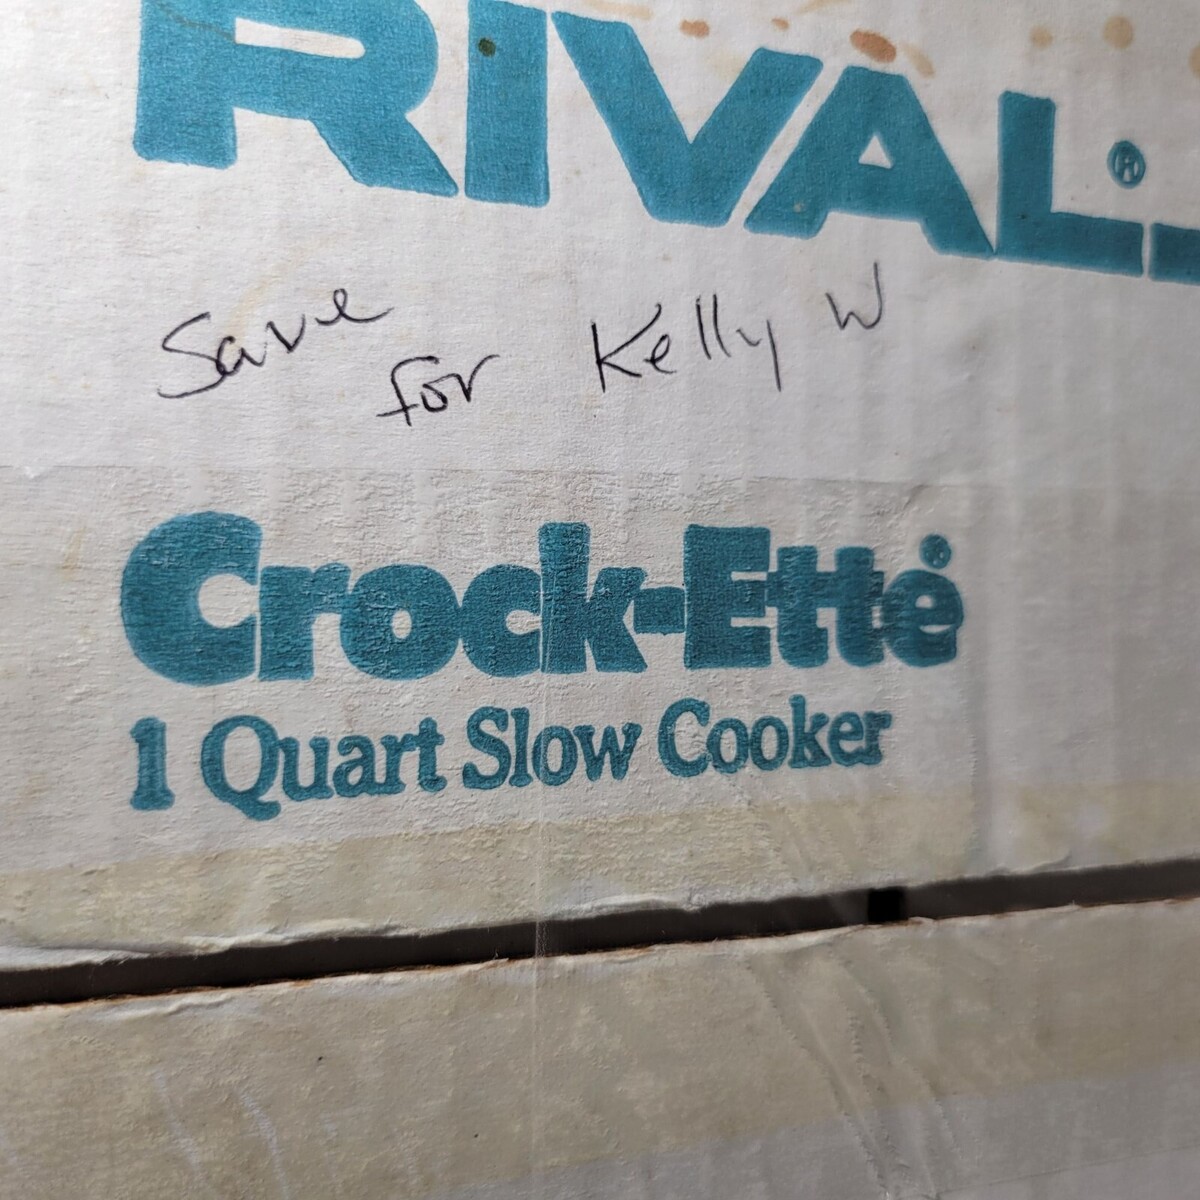 RIVAL®
Save for Kelly W
Crock-Ette®
1 Quart Slow Cooker